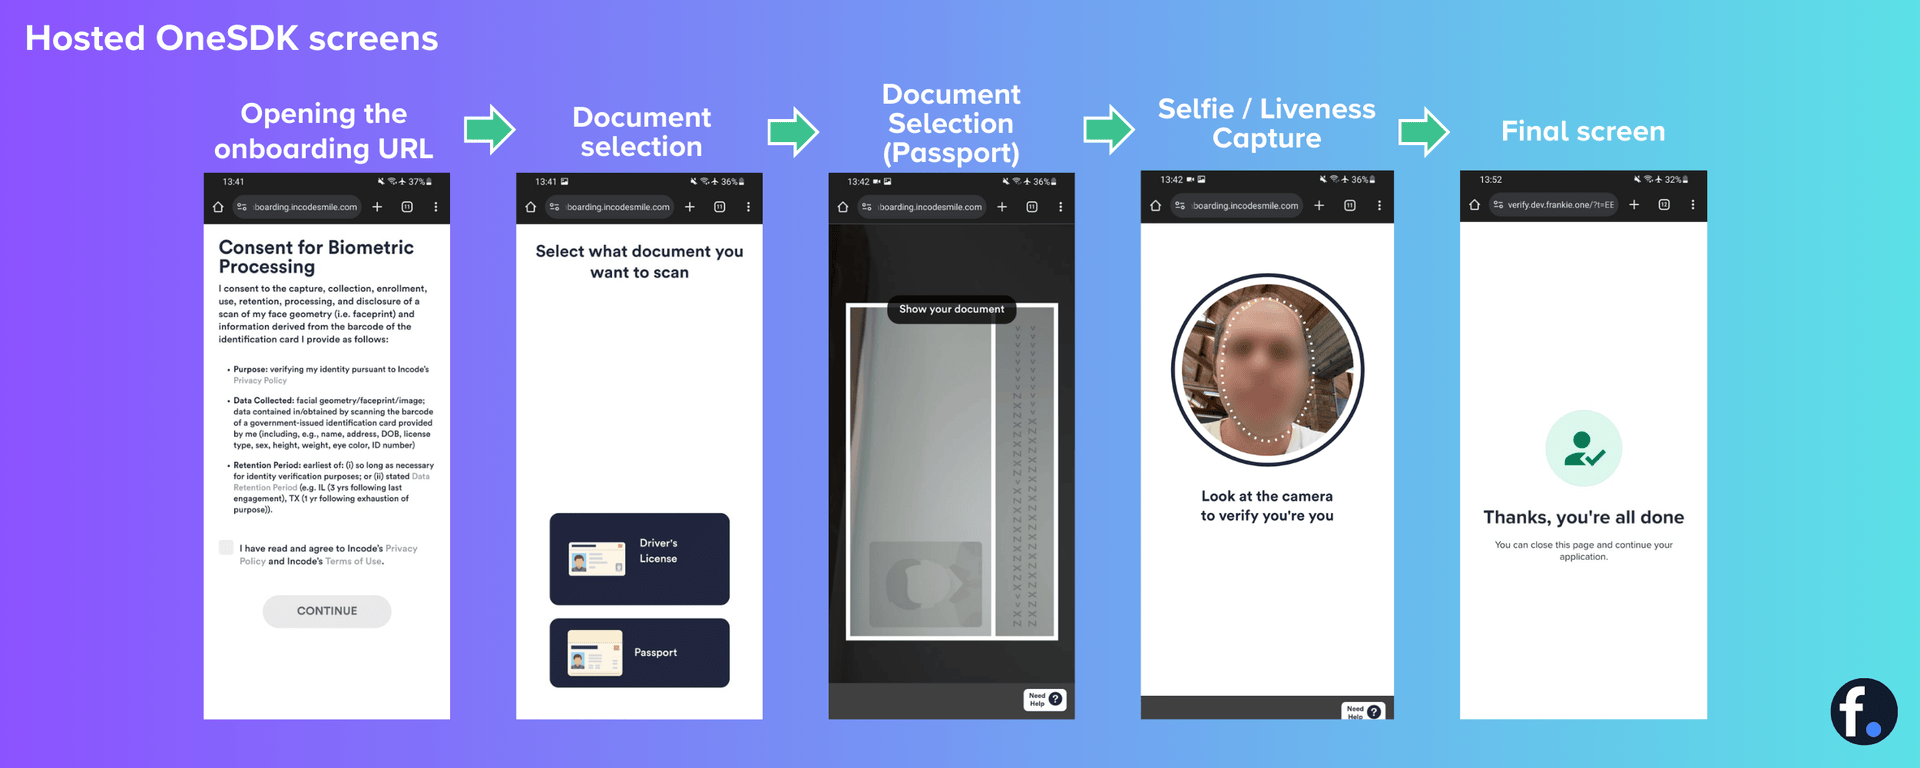 Hosted OneSDK screens
Opening the
onboarding URL
Document
selection
Document
Selection
(Passport)
Selfie / Liveness
Capture
Final screen
13:41
37%
boarding.incodesmile.com
11
Consent for Biometric
Processing
I consent to the capture, collection, enrollment,
use, retention, processing, and disclosure of a
scan of my face geometry (i.e. faceprint) and
information derived from the barcode of the
identification card I provide as follows:
• Purpose: verifying my identity pursuant to Incode's
Privacy Policy
• Data Collected: facial geometry/faceprint/image;
data contained in/obtained by scanning the barcode
of a government-issued identification card provided
by me (including, e.g., name, address, DOB, license
type, sex, height, weight, eye color, ID number)
• Retention Period: earliest of: (i) so long as necessary
for identity verification purposes; or (ii) stated Data
Retention Period (e.g. IL (3 yrs following last
engagement), TX (1 yr following exhaustion of
purpose)).
I have read and agree to Incode's Privacy
Policy and Incode's Terms of Use.
CONTINUE
13:41
36%
boarding.incodesmile.com
11
Select what document you
want to scan
Driver's
License
Passport
13:42
36%
boarding.incodesmile.com
11
Show your document
Need
Help
?
13:42
36%
boarding.incodesmile.com
11
Look at the camera
to verify you're you
Need
Help
?
13:52
32%
verify.dev.frankie.one/?t=EE
12
Thanks, you're all done
You can close this page and continue your
application.
f.